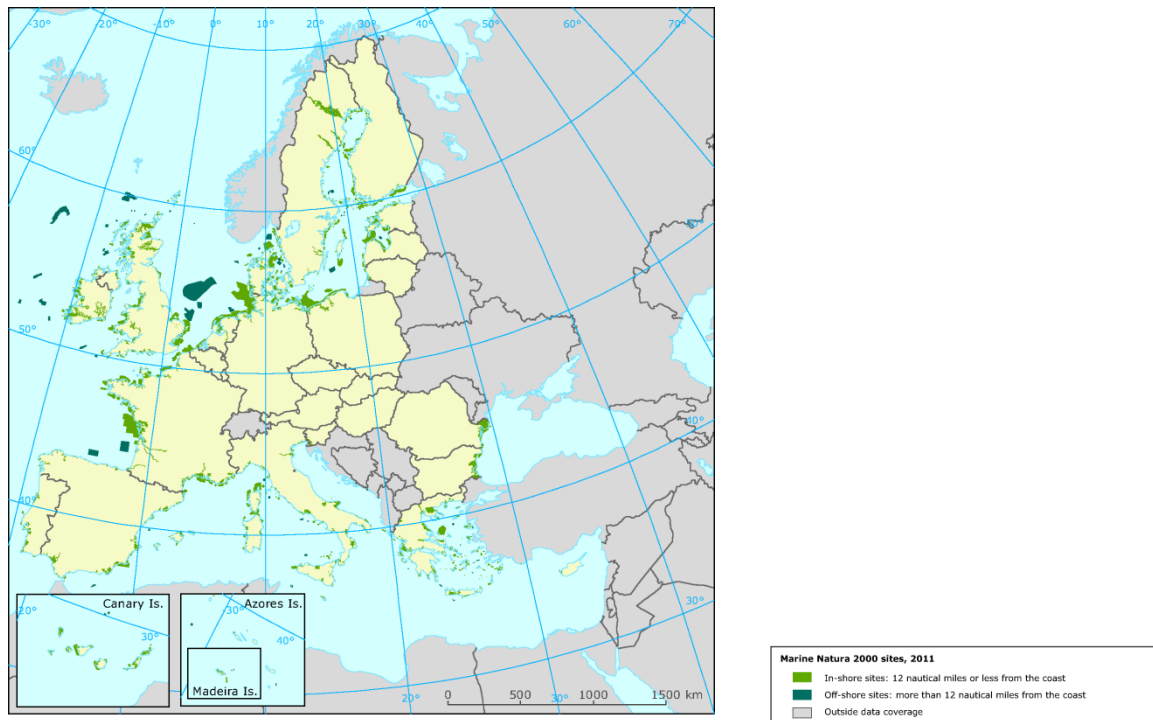 -30° -20° -10° 0° 10° 20° 30° 40° 50° 60° 70°
60°
50°
50°
40°
40°
30°
20° 30°
Canary Is.
20°
30°
Azores Is.
-30°
40°
Madeira Is.
0 500 1000 1500 km
Marine Natura 2000 sites, 2011
In-shore sites: 12 nautical miles or less from the coast
Off-shore sites: more than 12 nautical miles from the coast
Outside data coverage